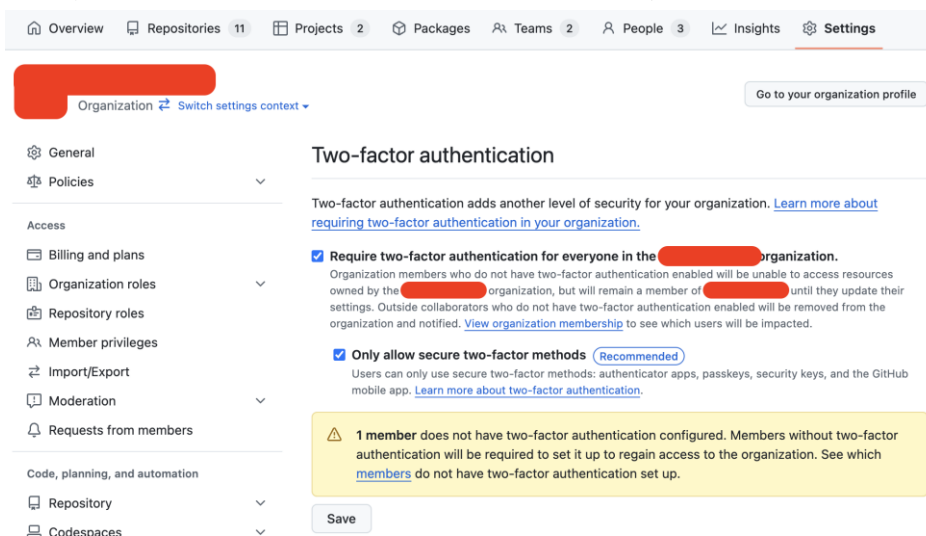 Overview Repositories 11 Projects 2 Packages Teams 2 People 3 Insights Settings
Organization Switch settings context
Go to your organization profile
General
Policies
Access
Billing and plans
Organization roles
Repository roles
Member privileges
Import/Export
Moderation
Requests from members
Code, planning, and automation
Repository
Codespaces
Two-factor authentication
Two-factor authentication adds another level of security for your organization. Learn more about
requiring two-factor authentication in your organization.
Require two-factor authentication for everyone in the organization.
Organization members who do not have two-factor authentication enabled will be unable to access resources
owned by the organization, but will remain a member of until they update their
settings. Outside collaborators who do not have two-factor authentication enabled will be removed from the
organization and notified. View organization membership to see which users will be impacted.
Only allow secure two-factor methods Recommended
Users can only use secure two-factor methods: authenticator apps, passkeys, security keys, and the GitHub
mobile app. Learn more about two-factor authentication.
1 member does not have two-factor authentication configured. Members without two-factor
authentication will be required to set it up to regain access to the organization. See which
members do not have two-factor authentication set up.
Save